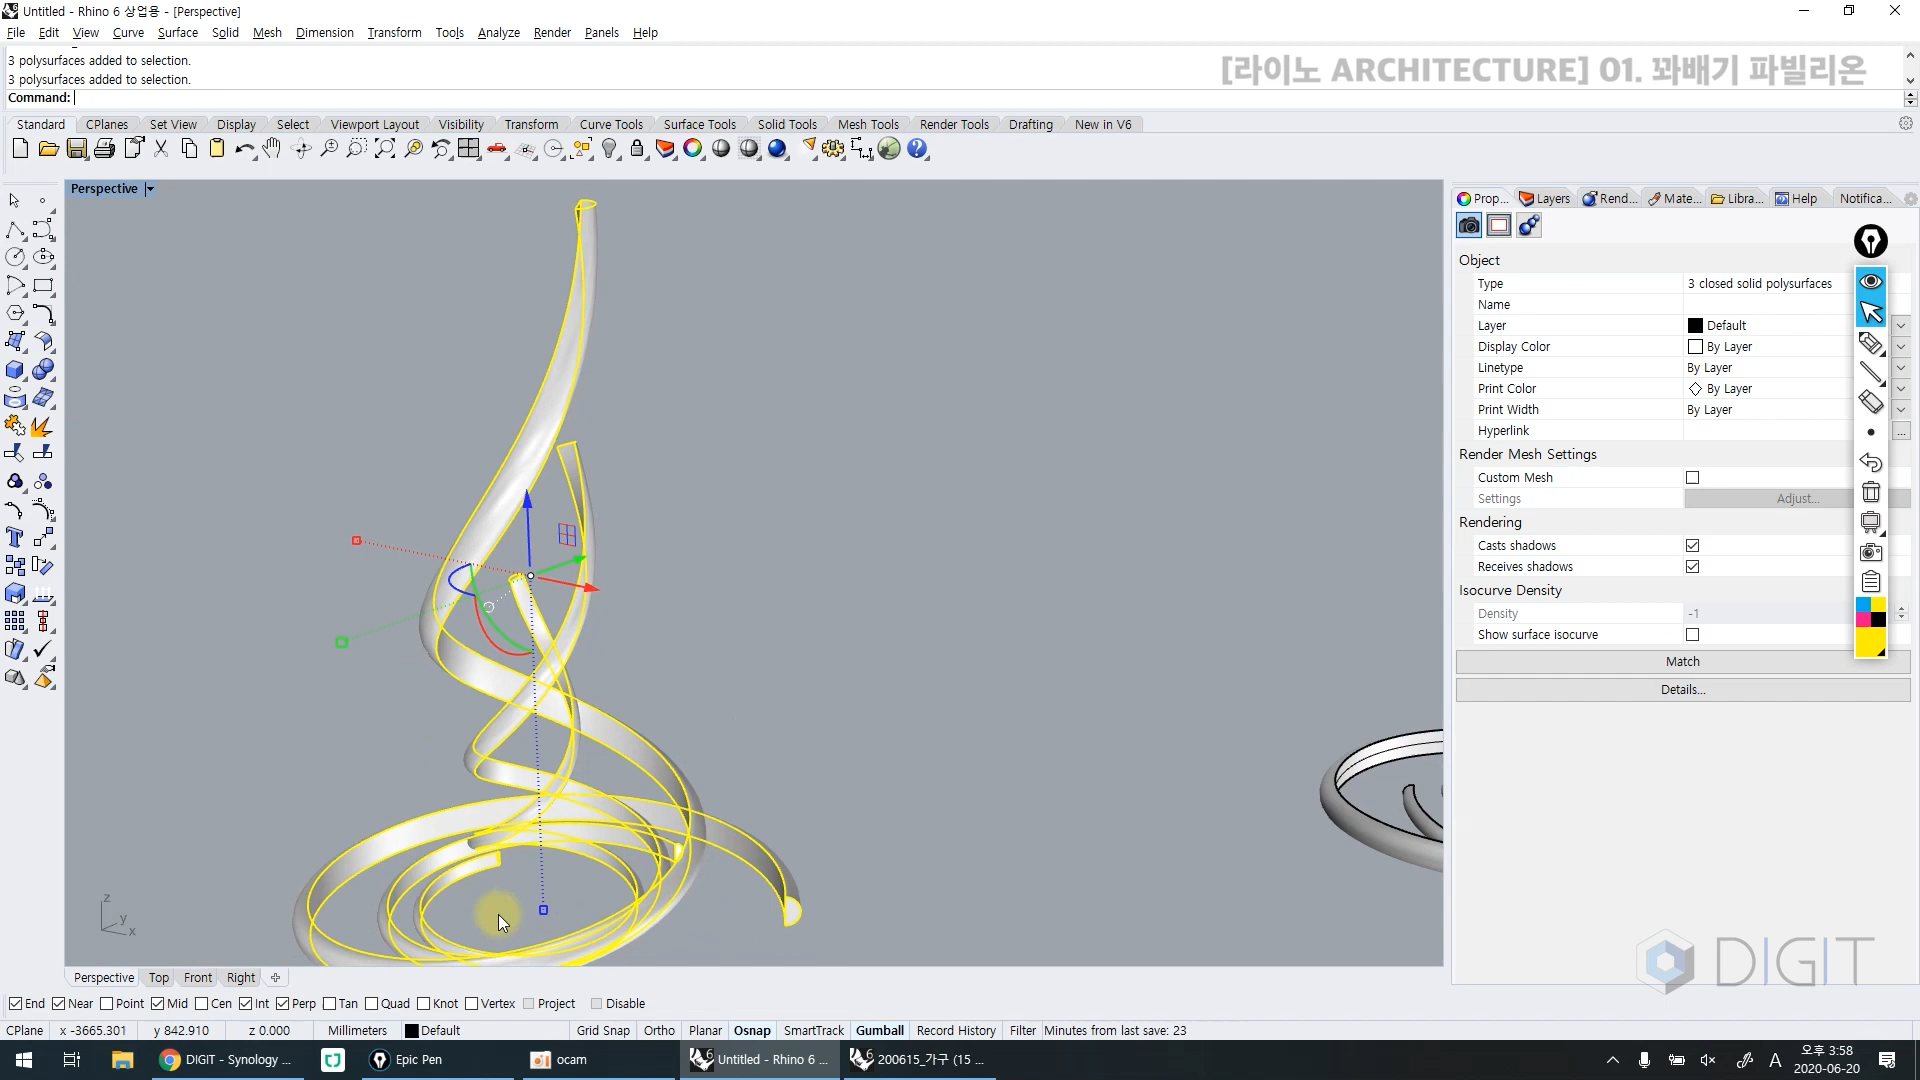 Untitled - Rhino 6 상업용 - [Perspective]
File Edit View Curve Surface Solid Mesh Dimension Transform Tools Analyze Render Panels Help
3 polysurfaces added to selection.
3 polysurfaces added to selection.
[라이노 ARCHITECTURE] 01. 꽈배기 파빌리온
Command:
Standard CPlanes Set View Display Select Viewport Layout Visibility Transform Curve Tools Surface Tools Solid Tools Mesh Tools Render Tools Drafting New in V6
Perspective
Prop... Layers Rend... Mate... Libra... Help Notifica...
Object
Type 3 closed solid polysurfaces
Name
Layer Default
Display Color By Layer
Linetype By Layer
Print Color By Layer
Print Width By Layer
Hyperlink ...
Render Mesh Settings
Custom Mesh
Settings Adjust...
Rendering
Casts shadows
Receives shadows
Isocurve Density
Density -1
Show surface isocurve
Match
Details...
z
y
x
DIGIT
Perspective Top Front Right
End Near Point Mid Cen Int Perp Tan Quad Knot Vertex Project Disable
CPlane x -3665.301 y 842.910 z 0.000 Millimeters Default Grid Snap Ortho Planar Osnap SmartTrack Gumball Record History Filter Minutes from last save: 23
DIGIT - Synology ... Epic Pen ocam Untitled - Rhino 6 ... 200615_가구 (15 ... A 오후 3:58
2020-06-20